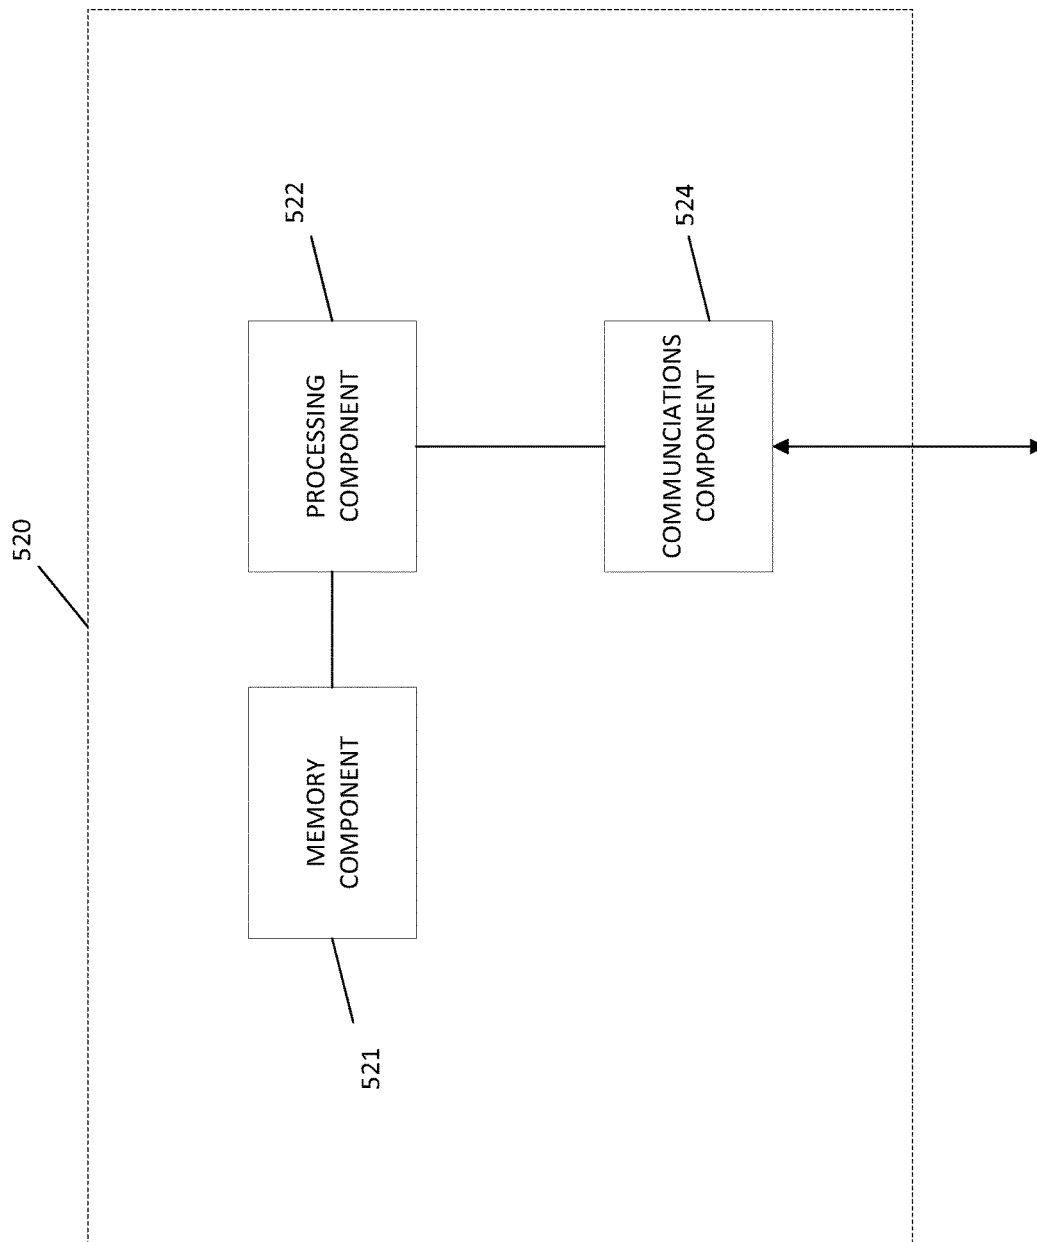 520
522
PROCESSING
COMPONENT
524
COMMUNCIATIONS
COMPONENT
MEMORY
COMPONENT
521